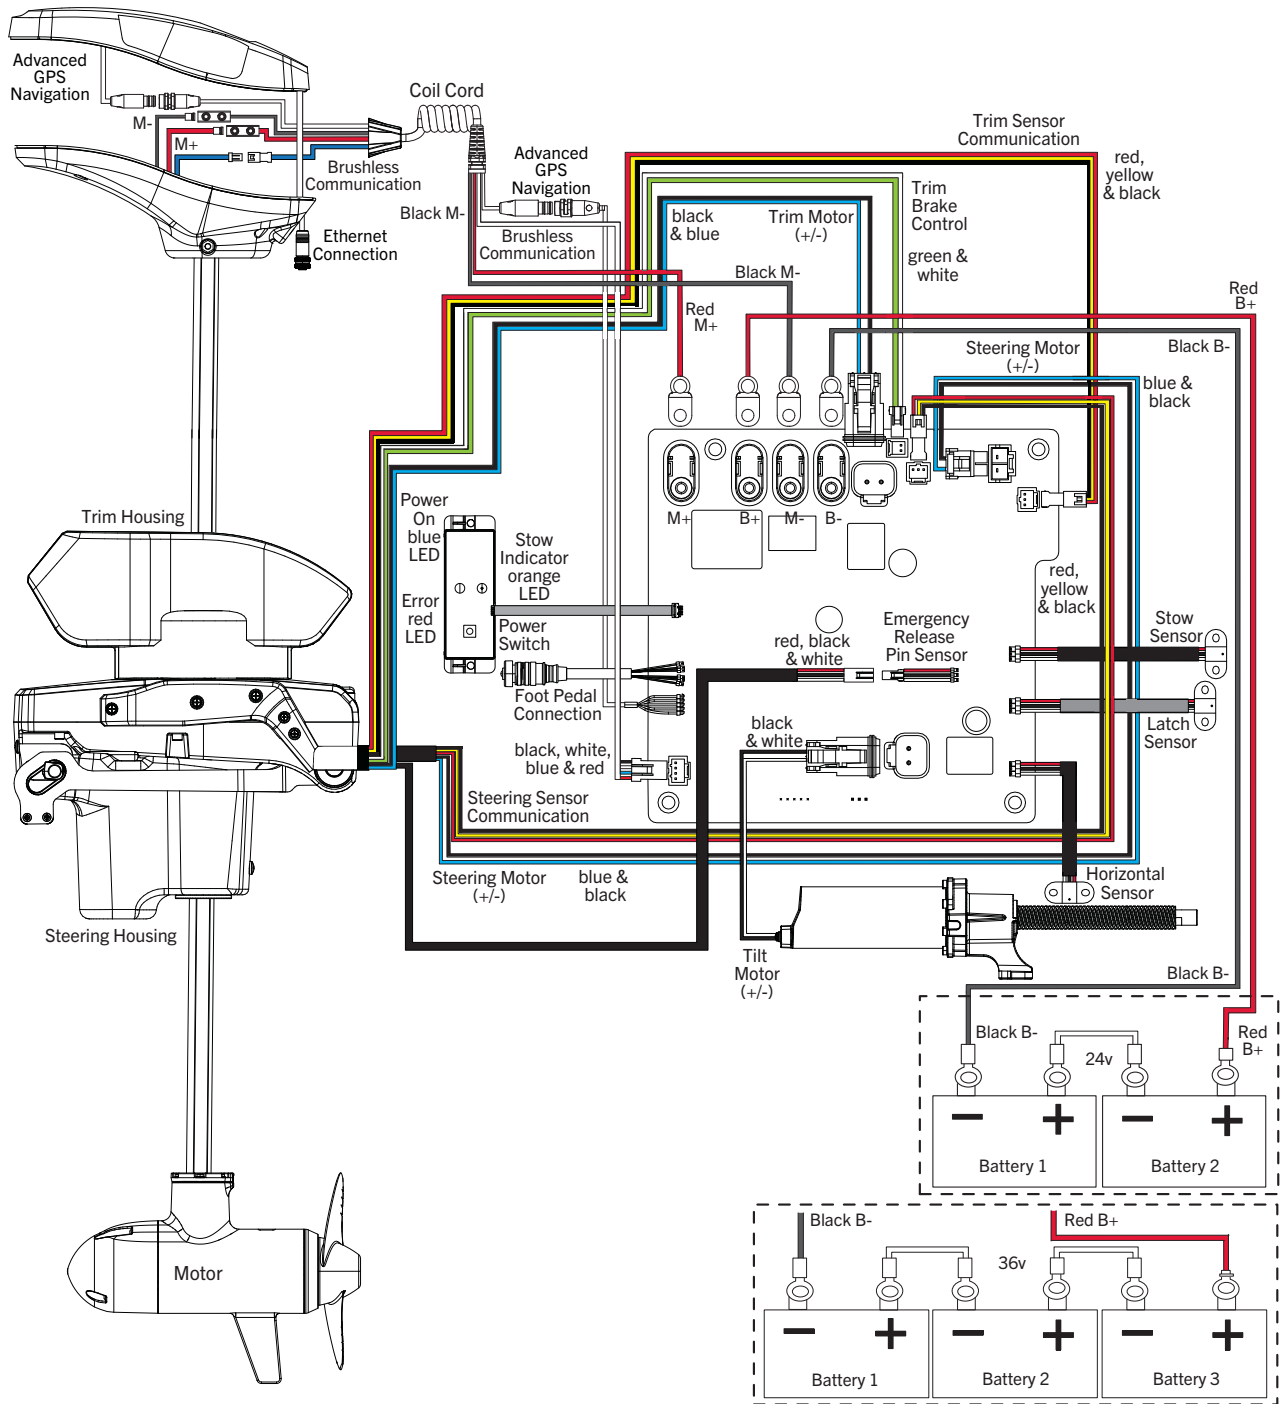 Advanced
GPS
Navigation
M-
M+
Brushless
Communication
Coil Cord
Ethernet
Connection
Advanced
GPS
Navigation
Black M-
Brushless
Communication
black
& blue
Trim Motor
(+/-)
Trim
Brake
Control
green &
white
Trim Sensor
Communication
red,
yellow
& black
Black M-
Red
M+
Red
B+
Black B-
Steering Motor
(+/-)
blue &
black
M+
B+
M-
B-
Trim Housing
Power
On
blue
LED
Stow
Indicator
orange
LED
Error
red
LED
Power
Switch
Foot Pedal
Connection
red, black
& white
Emergency
Release
Pin Sensor
red,
yellow
& black
Stow
Sensor
Latch
Sensor
black
& white
black, white,
blue & red
Steering Sensor
Communication
Steering Motor
(+/-)
blue &
black
Horizontal
Sensor
Steering Housing
Tilt
Motor
(+/-)
Black B-
Black B-
24v
Red
B+
− + − +
Battery 1
Battery 2
Motor
Black B-
Red B+
36v
− + − + − +
Battery 1
Battery 2
Battery 3